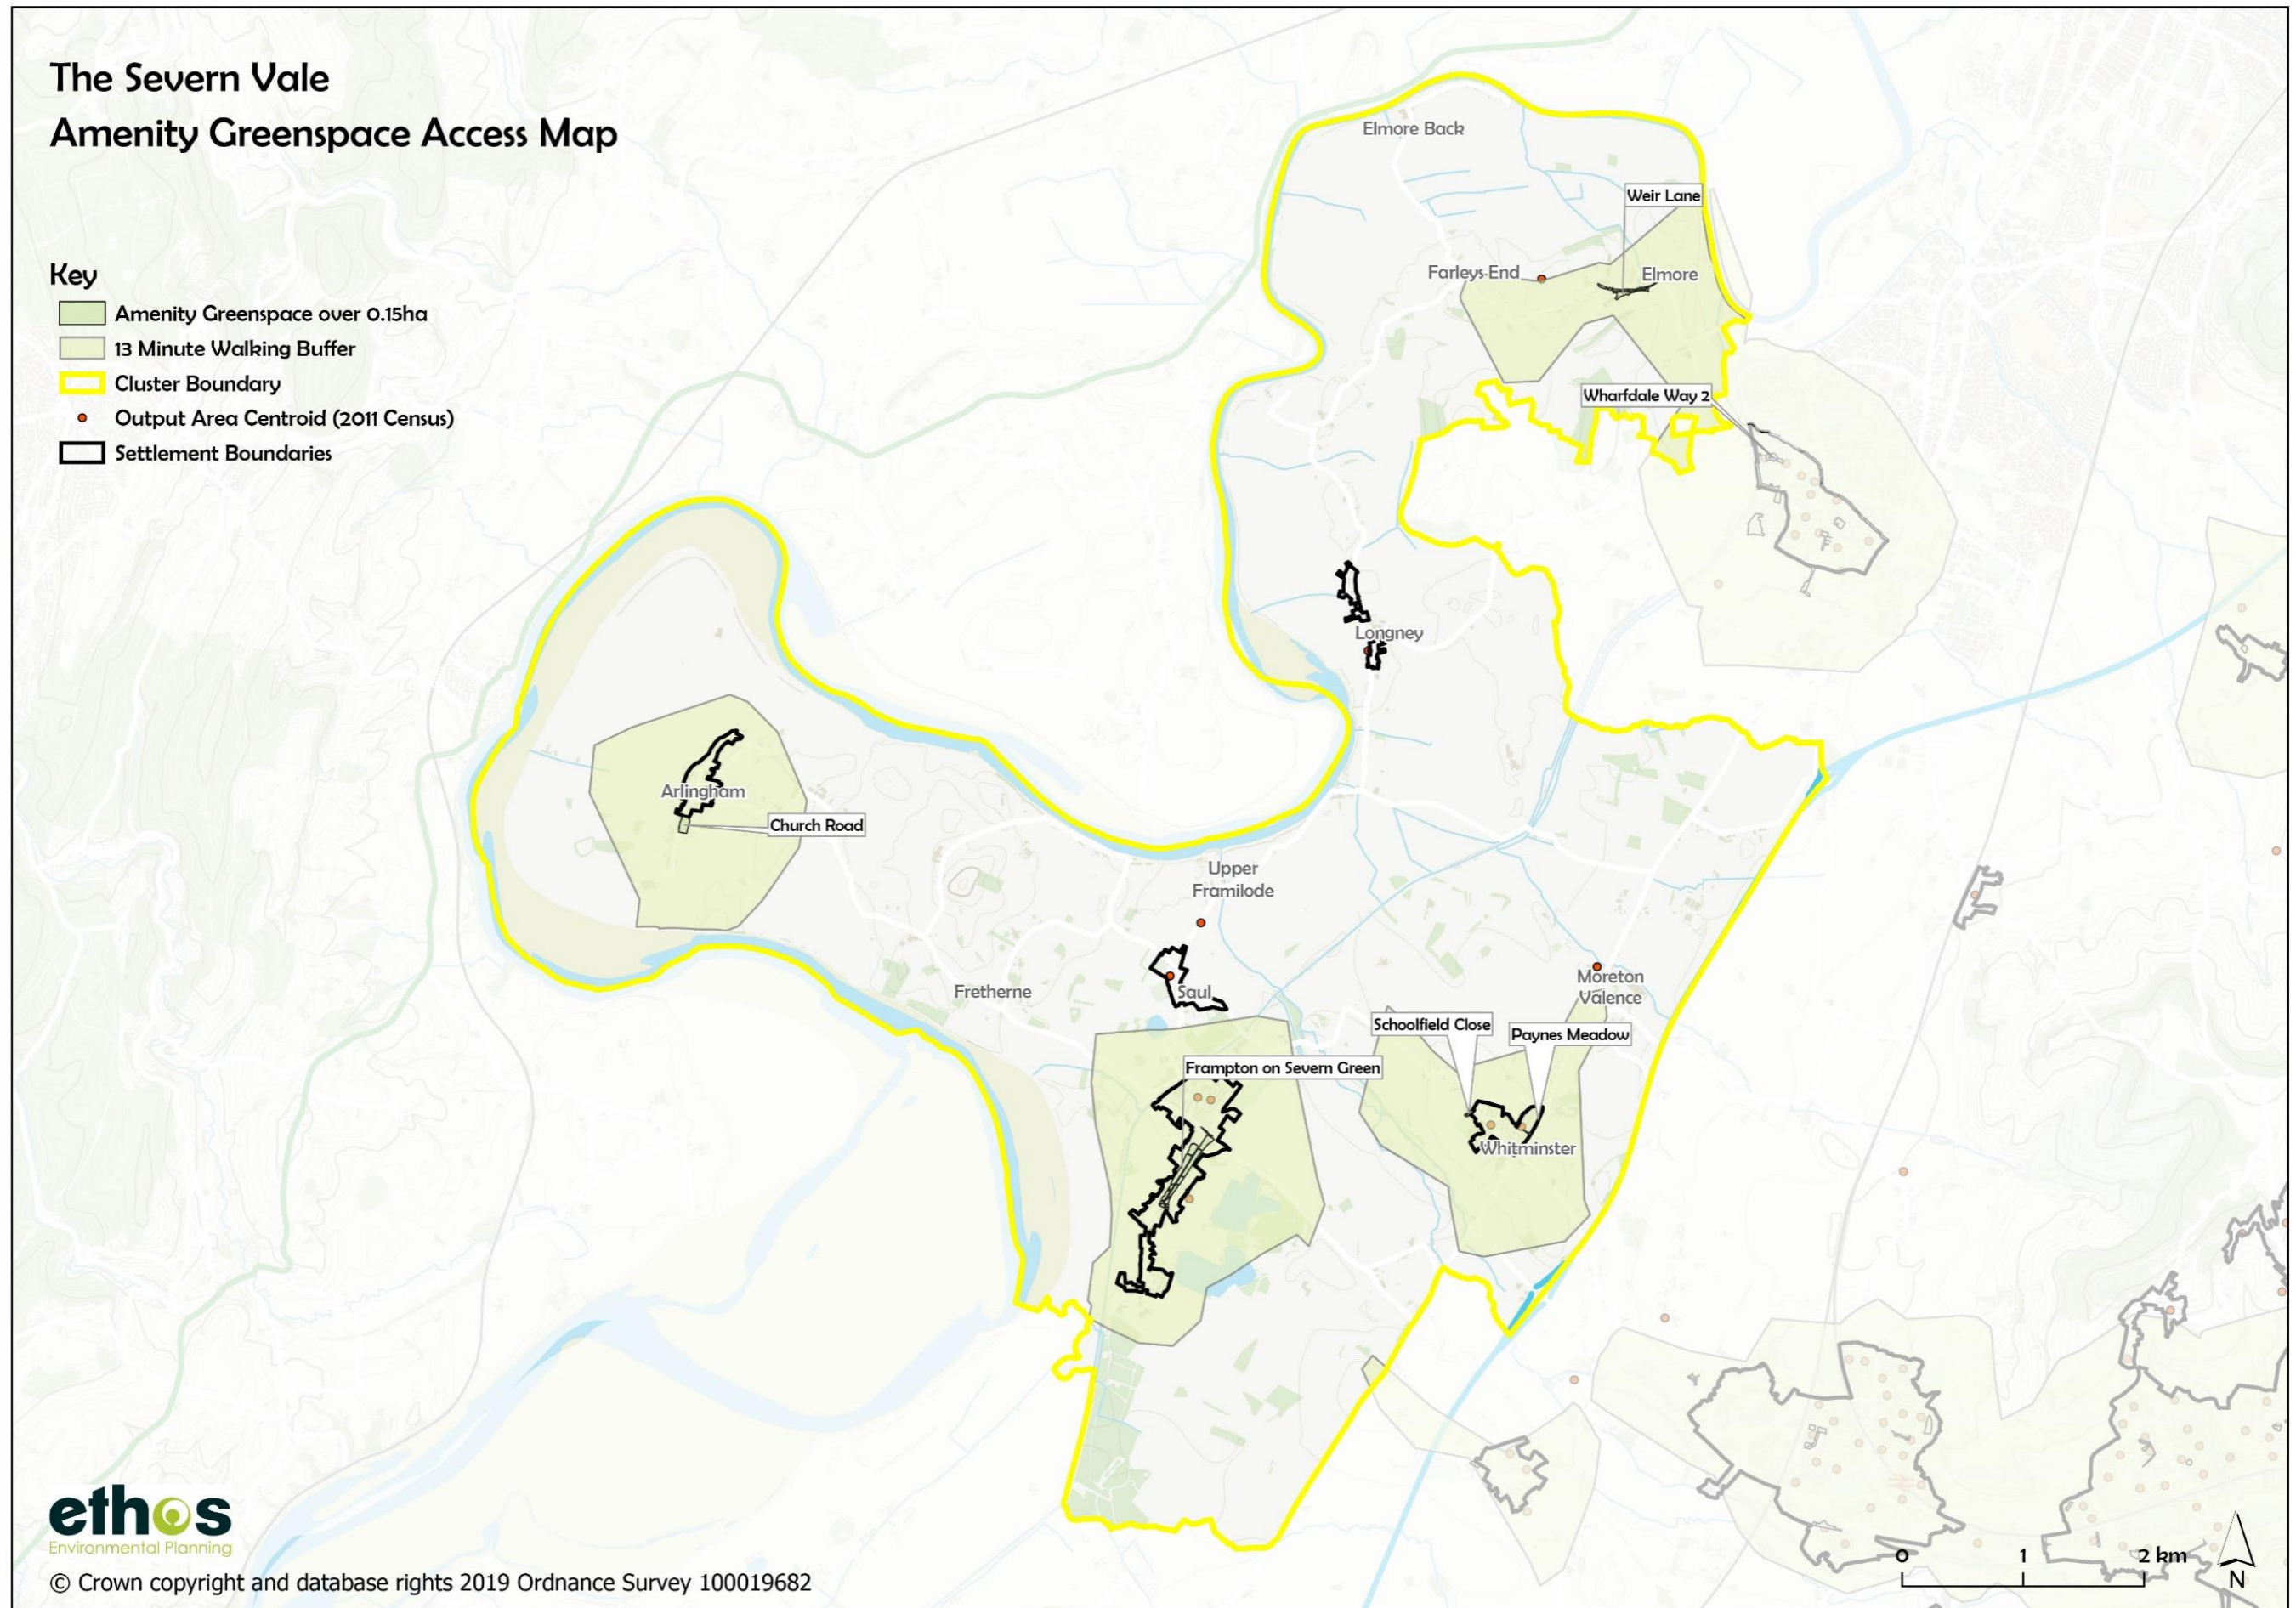 The Severn Vale
Amenity Greenspace Access Map
Key
Amenity Greenspace over 0.15ha
13 Minute Walking Buffer
Cluster Boundary
Output Area Centroid (2011 Census)
Settlement Boundaries
Elmore Back
Weir Lane
Farleys End
Elmore
Wharfdale Way 2
Longney
Arlingham
Church Road
Upper
Framilode
Moreton
Valence
Fretherne
Saul
Schoolfield Close
Paynes Meadow
Frampton on Severn Green
Whitminster
ethos
Environmental Planning
© Crown copyright and database rights 2019 Ordnance Survey 100019682
0 1 2 km
N